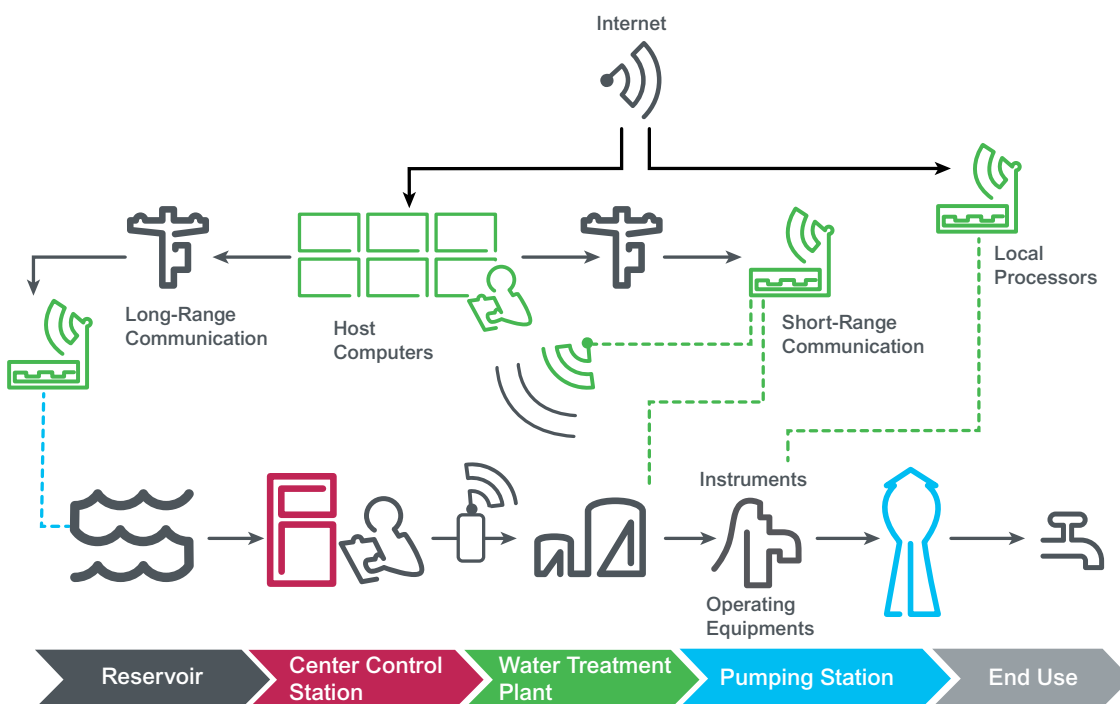 Internet
Local
Processors
Long-Range
Communication
Host
Computers
Short-Range
Communication
Instruments
Operating
Equipments
Reservoir
Center Control
Station
Water Treatment
Plant
Pumping Station
End Use